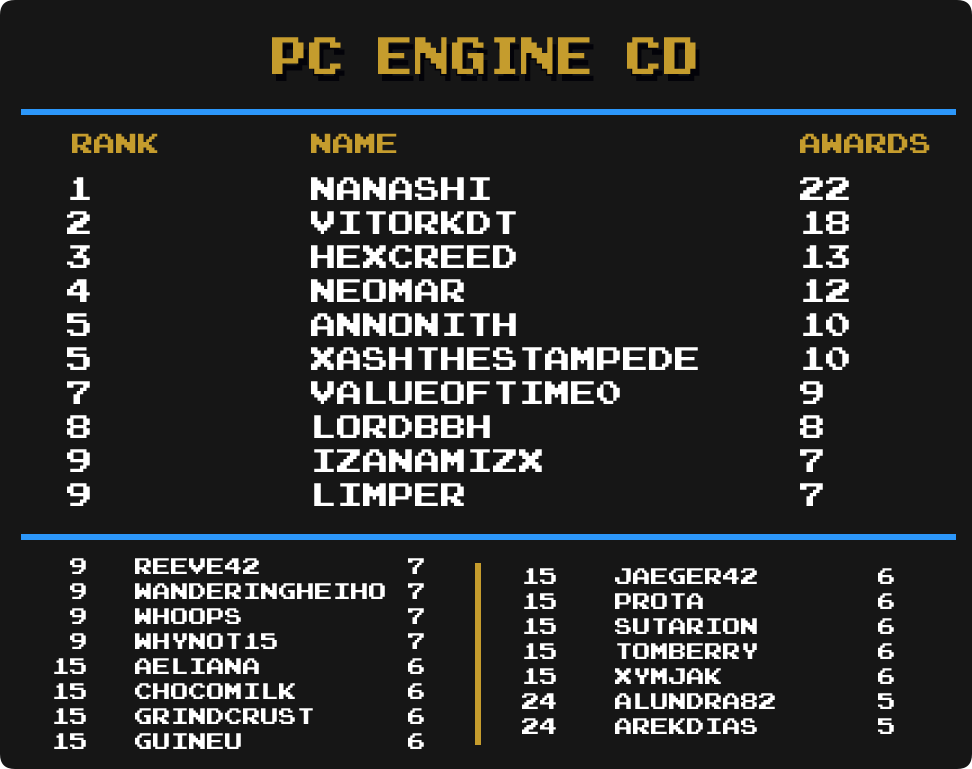 PC ENGINE CD
RANK NAME AWARDS
1 NANASHI 22
2 VITORKDT 18
3 HEXCREED 13
4 NEOMAR 12
5 ANNONITH 10
5 XASHTHESTAMPEDE 10
7 VALUEOFTIME0 9
8 LORDBBH 8
9 IZANAMIZX 7
9 LIMPER 7
9 REEVE42 7
9 WANDERINGHEIHO 7
9 WHOOPS 7
9 WHYNOT15 7
15 AELIANA 6
15 CHOCOMILK 6
15 GRINDCRUST 6
15 GUINEU 6
15 JAEGER42 6
15 PROTA 6
15 SUTARION 6
15 TOMBERRY 6
15 XYMJAK 6
24 ALUNDRA82 5
24 AREKDIAS 5